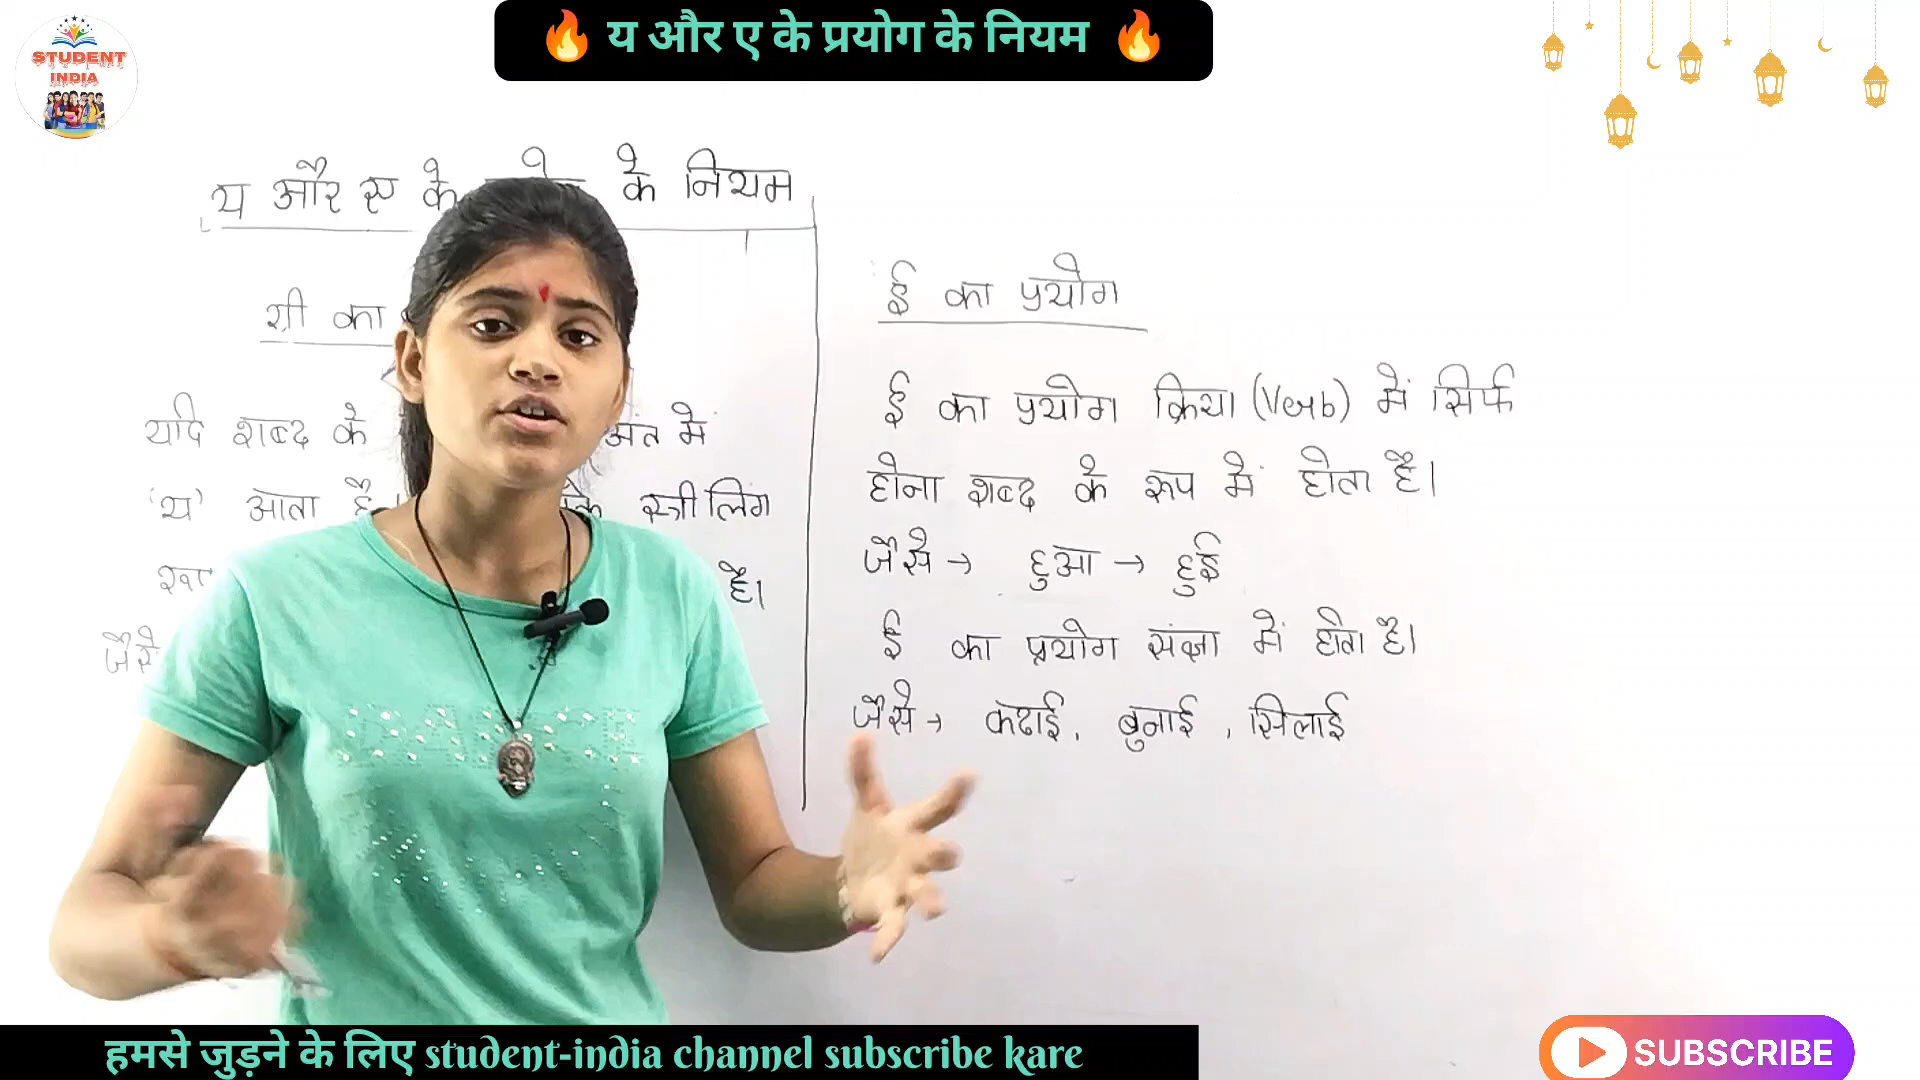 STUDENT
INDIA
य और ए के प्रयोग के नियम
य और ए के के नियम
यी का
यदि शब्द के अंत में
'य' आता है। स्त्रीलिंग
है।
जैसे
ई का प्रयोग
ई का प्रयोग क्रिया (Verb) में सिर्फ
होना शब्द के रूप में होता है।
जैसे → हुआ → हुई
ई का प्रयोग संज्ञा में होता है।
जैसे → कढाई, बुनाई, सिलाई
हमसे जुड़ने के लिए student-india channel subscribe kare
SUBSCRIBE